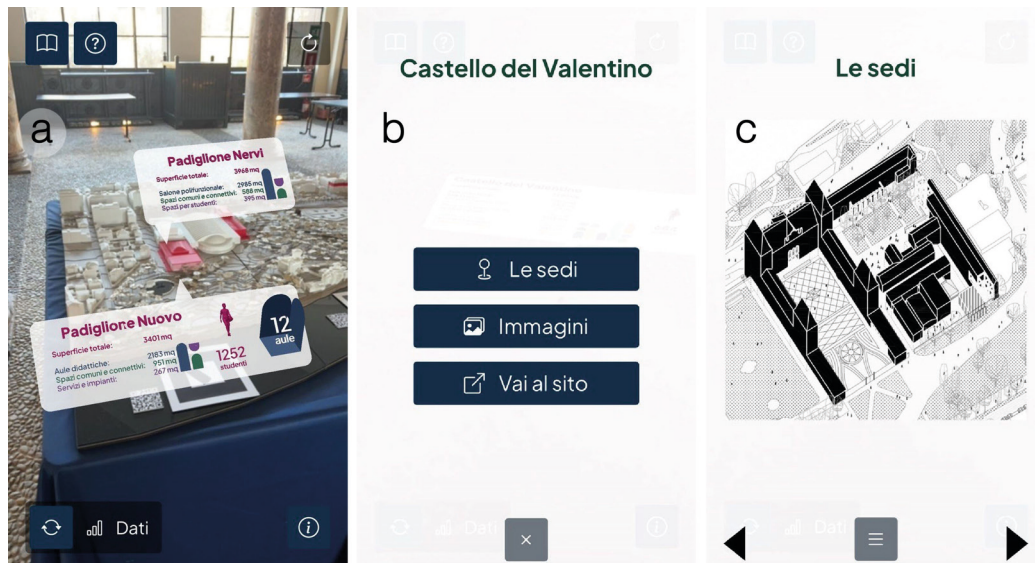 a
Padiglione Nervi
Superficie totale: 3968 mq
Salone polifunzionale: 2985 mq
Spazi comuni e connettivi: 588 mq
Spazi per studenti: 395 mq
Padiglione Nuovo
Superficie totale: 3401 mq
Aule didattiche: 2183 mq
Spazi comuni e connettivi: 951 mq
Servizi e impianti: 267 mq
1252
studenti
12
aule
Dati
b
Castello del Valentino
Le sedi
Immagini
Vai al sito
Dati
c
Le sedi
Dati